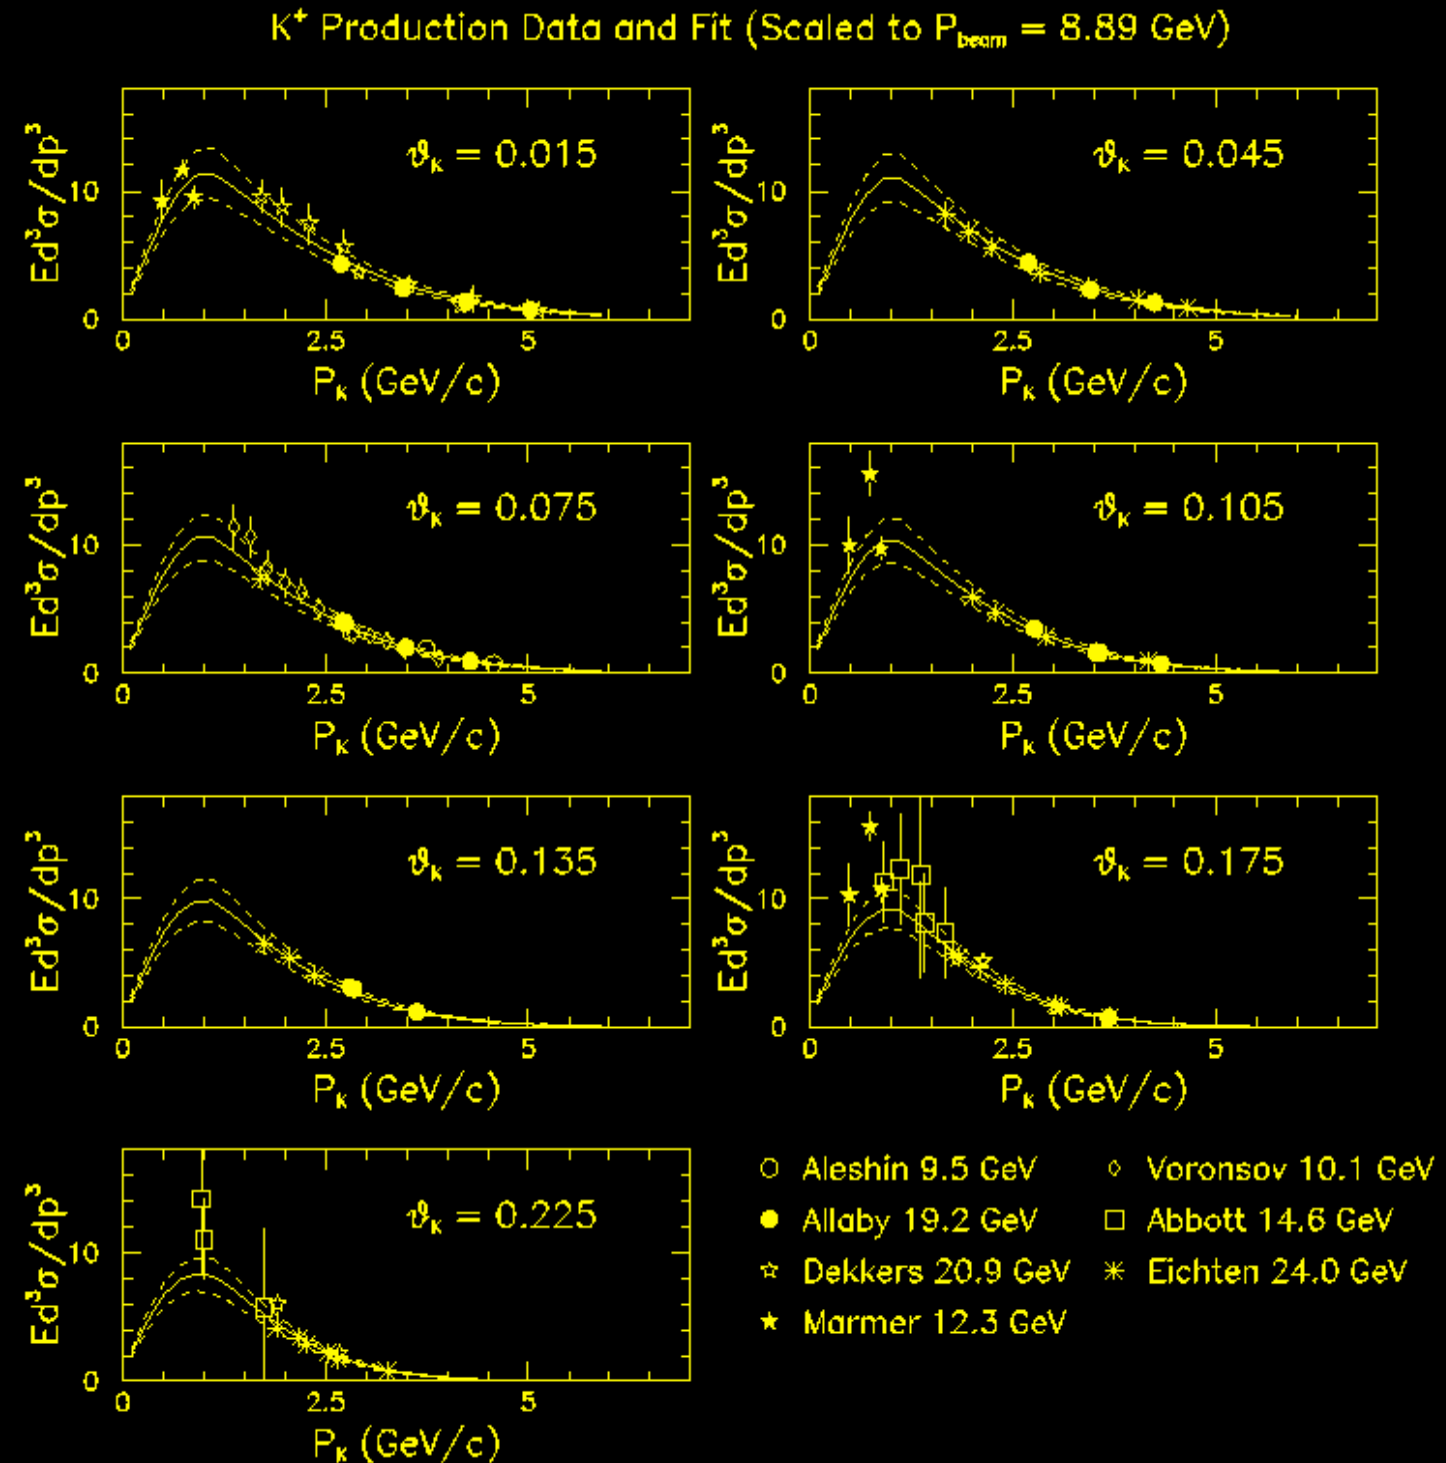 K⁺ Production Data and Fit (Scaled to P_beam = 8.89 GeV)
Ed³σ/dp³
10
0
ϑ_K = 0.015
0 2.5 5
P_K (GeV/c)
Ed³σ/dp³
10
0
ϑ_K = 0.045
0 2.5 5
P_K (GeV/c)
Ed³σ/dp³
10
0
ϑ_K = 0.075
0 2.5 5
P_K (GeV/c)
Ed³σ/dp³
10
0
ϑ_K = 0.105
0 2.5 5
P_K (GeV/c)
Ed³σ/dp³
10
0
ϑ_K = 0.135
0 2.5 5
P_K (GeV/c)
Ed³σ/dp³
10
0
ϑ_K = 0.175
0 2.5 5
P_K (GeV/c)
Ed³σ/dp³
10
0
ϑ_K = 0.225
0 2.5 5
P_K (GeV/c)
Aleshin 9.5 GeV
Voronsov 10.1 GeV
Allaby 19.2 GeV
Abbott 14.6 GeV
Dekkers 20.9 GeV
Eichten 24.0 GeV
Marmer 12.3 GeV